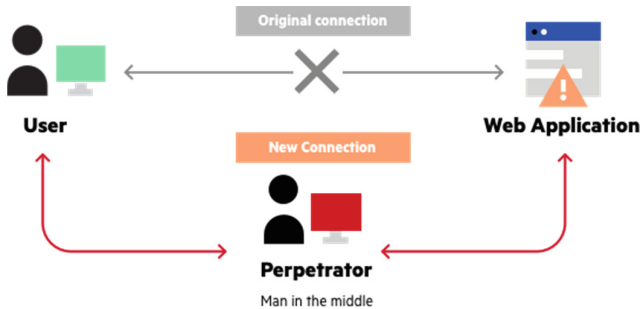 Original connection
User
Web Application
New Connection
Perpetrator
Man in the middle